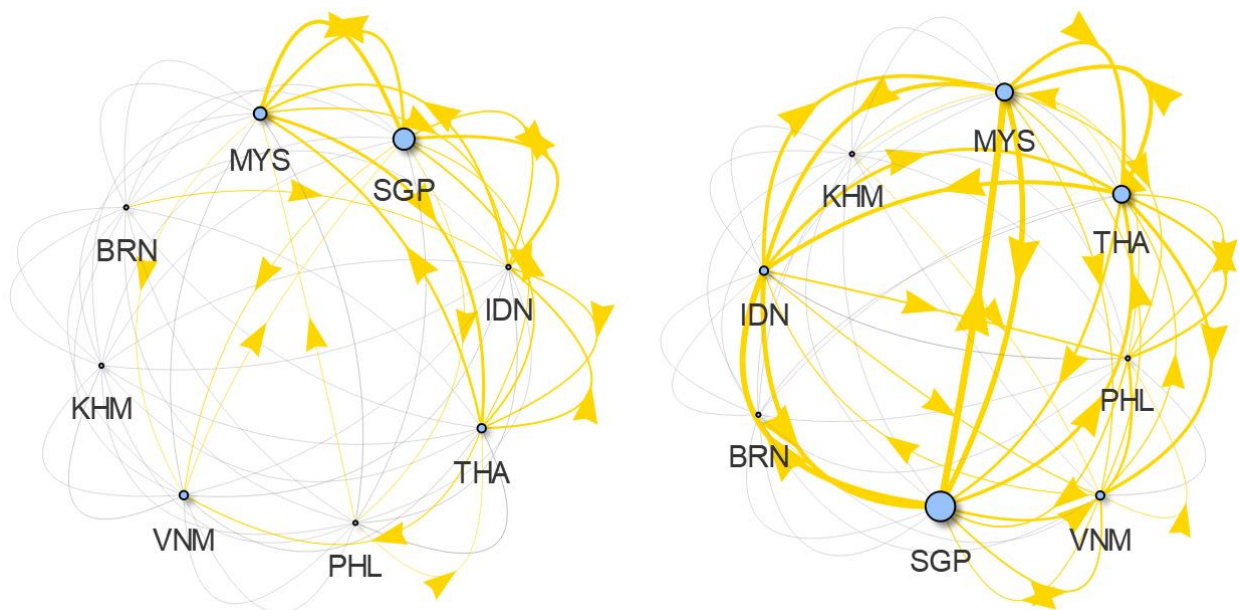 MYS
SGP
BRN
IDN
KHM
THA
VNM
PHL
MYS
KHM
THA
IDN
PHL
BRN
SGP
VNM